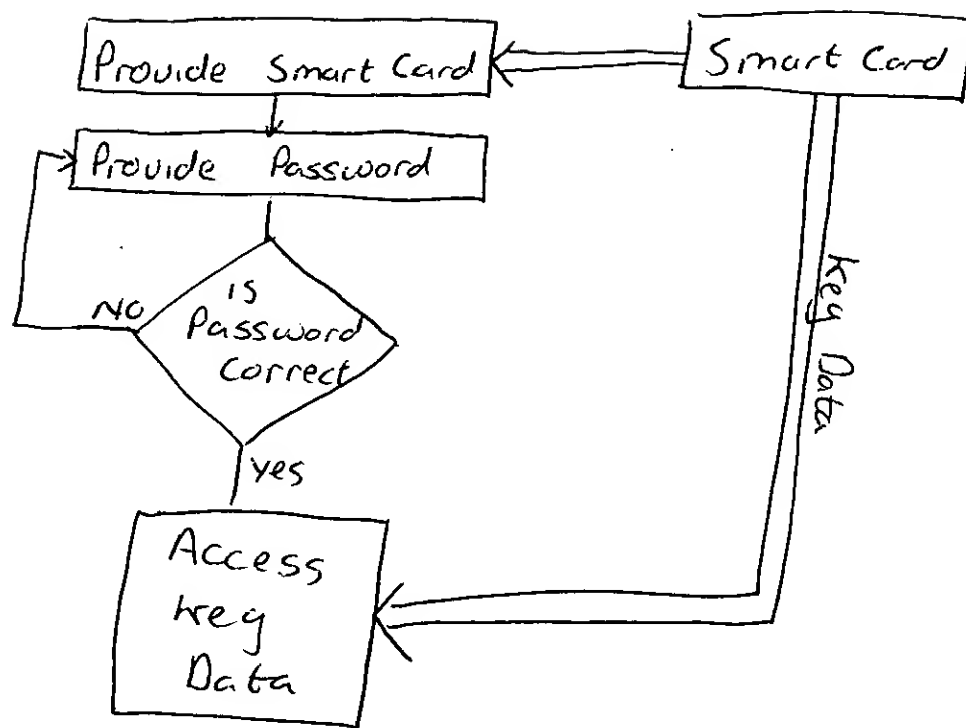 Provide Smart Card
Smart Card
Provide Password
is
Password
Correct
NO
Yes
Key Data
Access
Key
Data